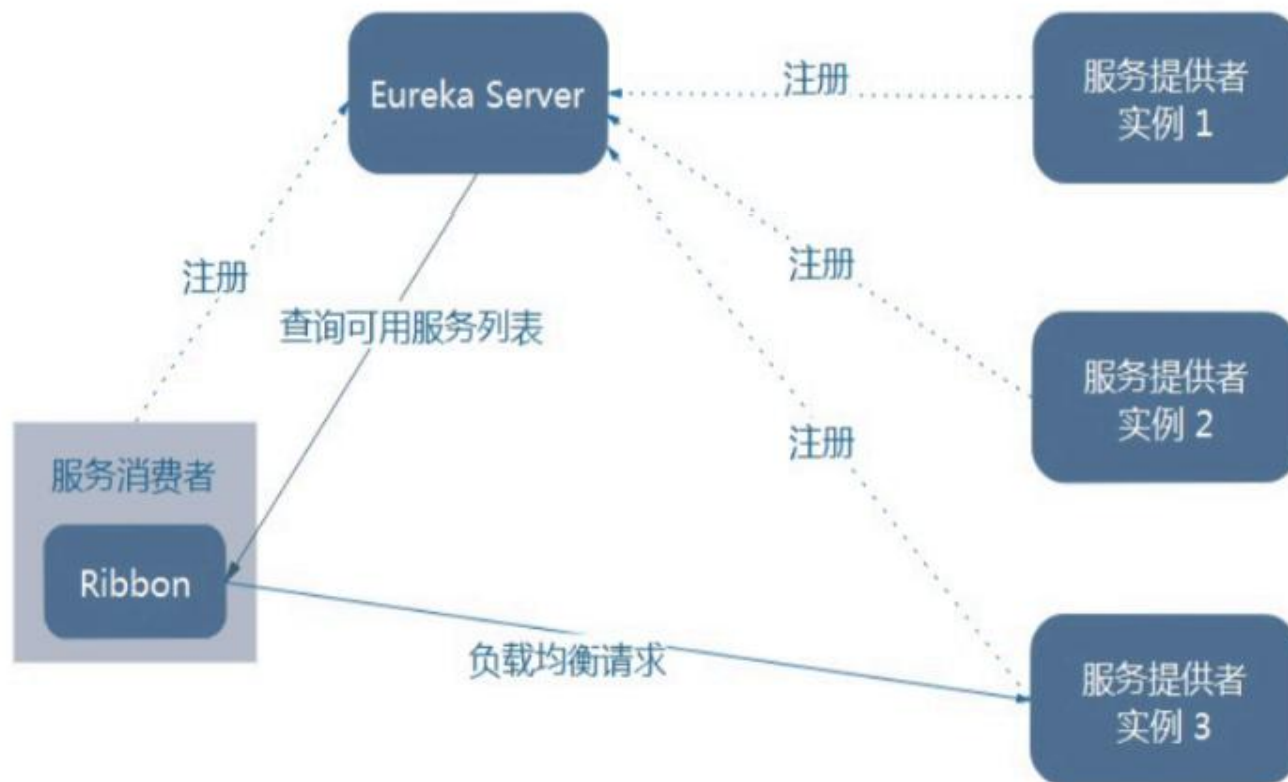 Eureka Server
注册
服务提供者
实例 1
注册
注册
服务提供者
实例 2
查询可用服务列表
注册
服务消费者
Ribbon
负载均衡请求
服务提供者
实例 3